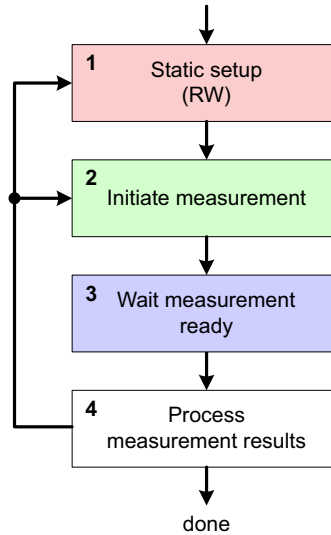 1
Static setup
(RW)
2
Initiate measurement
3
Wait measurement
ready
4
Process
measurement results
done